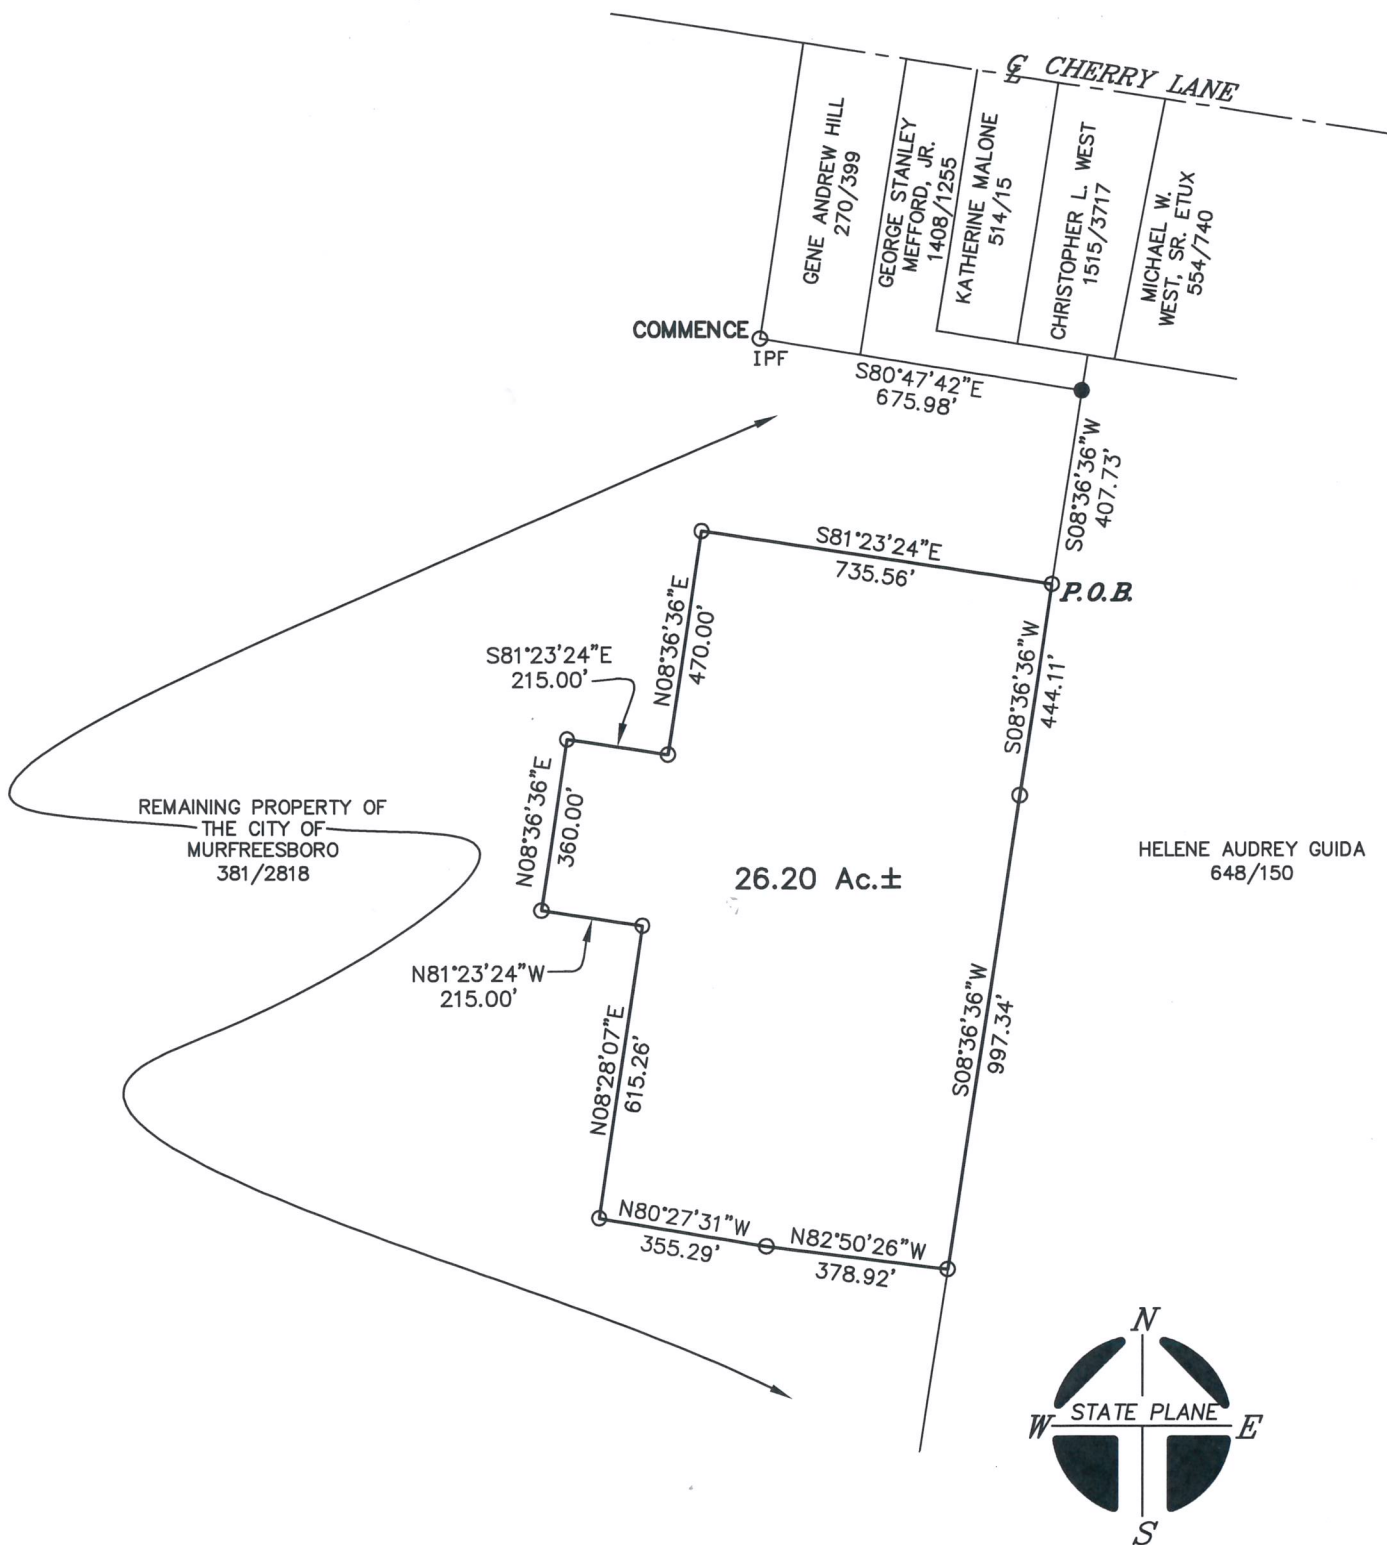 ℄ CHERRY LANE
GENE ANDREW HILL
270/399
GEORGE STANLEY
MEFFORD, JR.
1408/1255
KATHERINE MALONE
514/15
CHRISTOPHER L. WEST
1515/3717
MICHAEL W.
WEST, SR. ETUX
554/740
COMMENCE
IPF
S80°47'42"E
675.98'
S08°36'36"W
407.73'
S81°23'24"E
735.56'
P.O.B.
N08°36'36"E
470.00'
S81°23'24"E
215.00'
S08°36'36"W
444.11'
N08°36'36"E
360.00'
REMAINING PROPERTY OF
THE CITY OF
MURFREESBORO
381/2818
26.20 Ac.±
HELENE AUDREY GUIDA
648/150
N81°23'24"W
215.00'
S08°36'36"W
997.34'
N08°28'07"E
615.26'
N80°27'31"W
355.29'
N82°50'26"W
378.92'
N
W STATE PLANE E
S